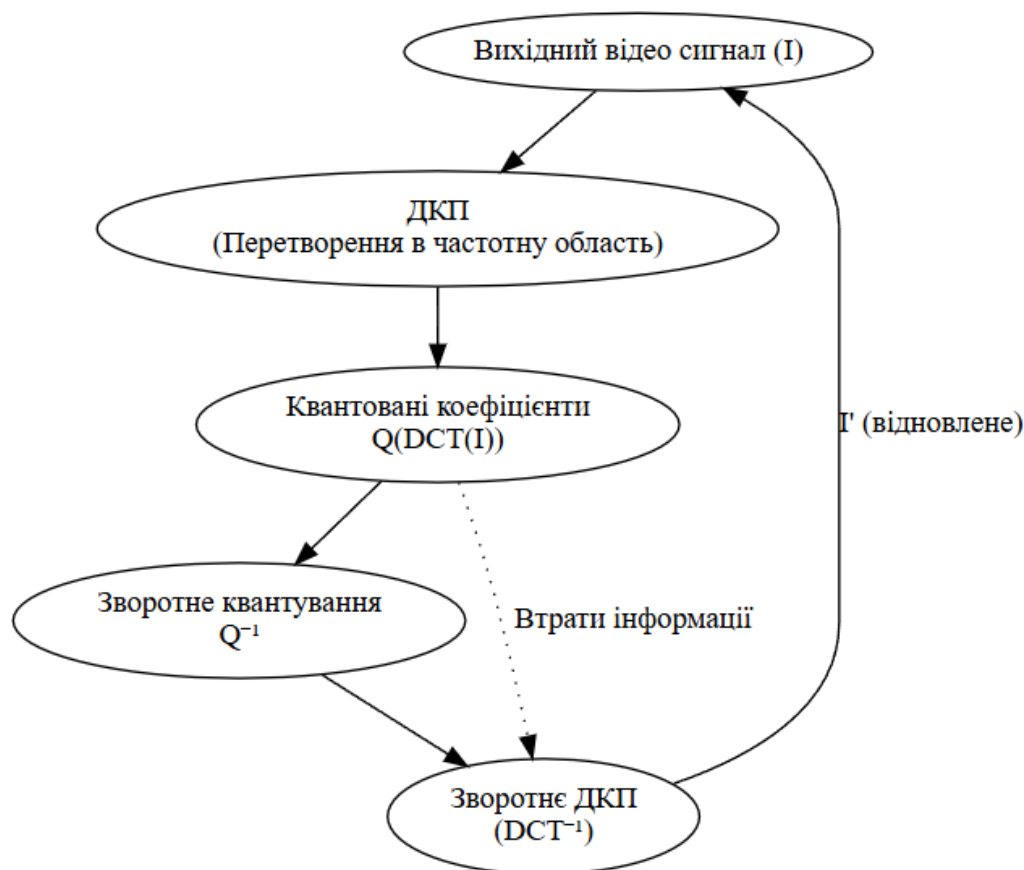 Вихідний відео сигнал (I)
ДКП
(Перетворення в частотну область)
Квантовані коефіцієнти
Q(DCT(I))
I' (відновлене)
Зворотне квантування
Q⁻¹
Втрати інформації
Зворотнє ДКП
(DCT⁻¹)